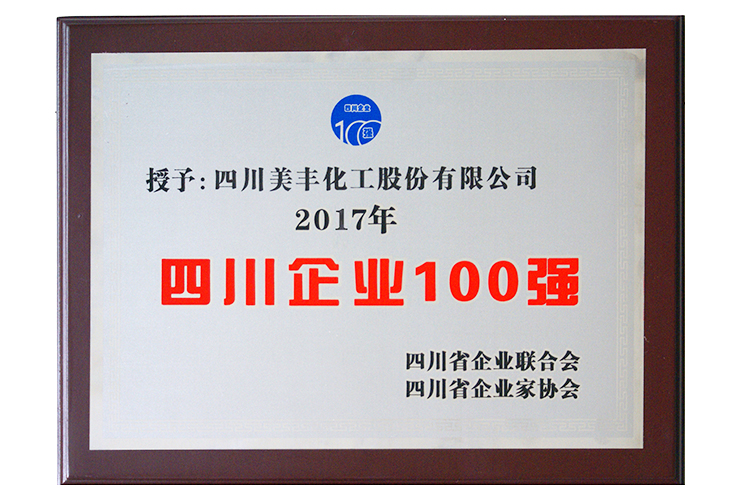 四川企业
100强
授予:四川美丰化工股份有限公司
2017年
四川企业100强
四川省企业联合会
四川省企业家协会